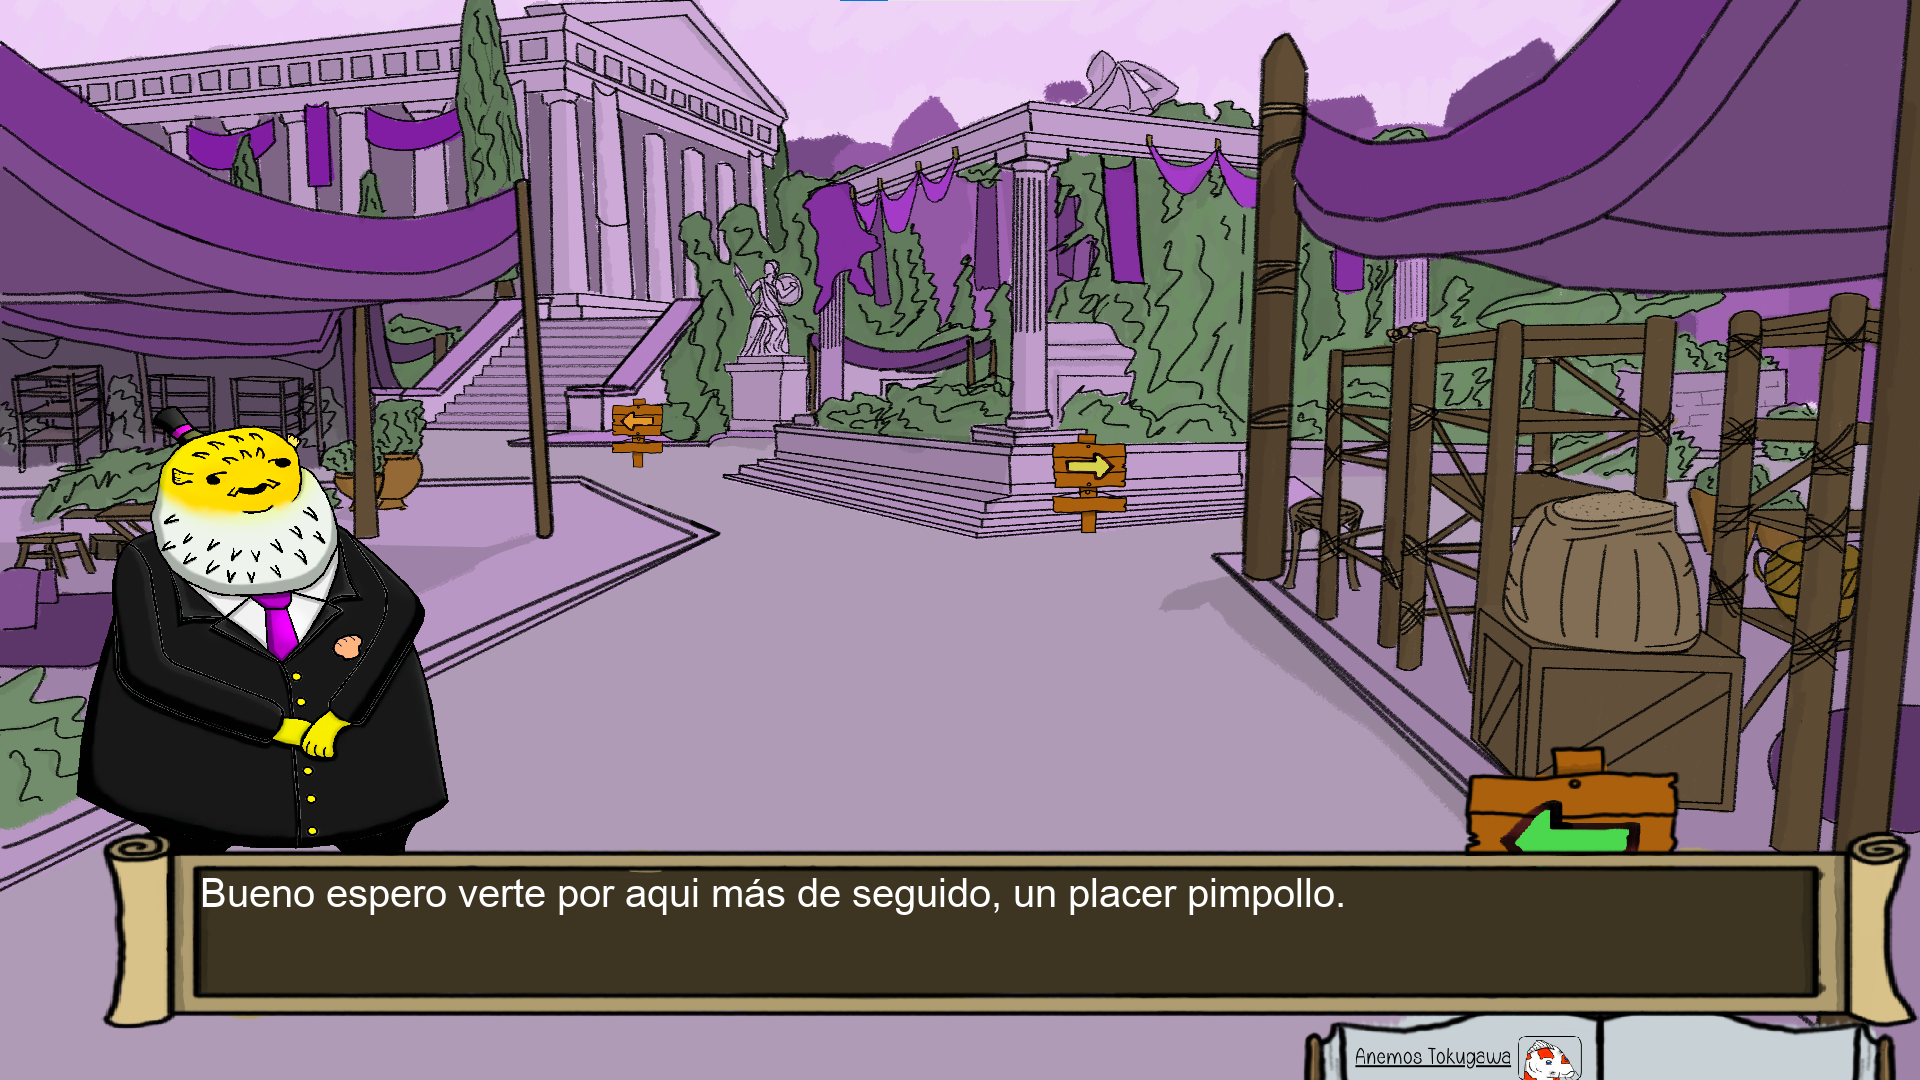 Bueno espero verte por aqui más de seguido, un placer pimpollo.
Anemos Tokugawa